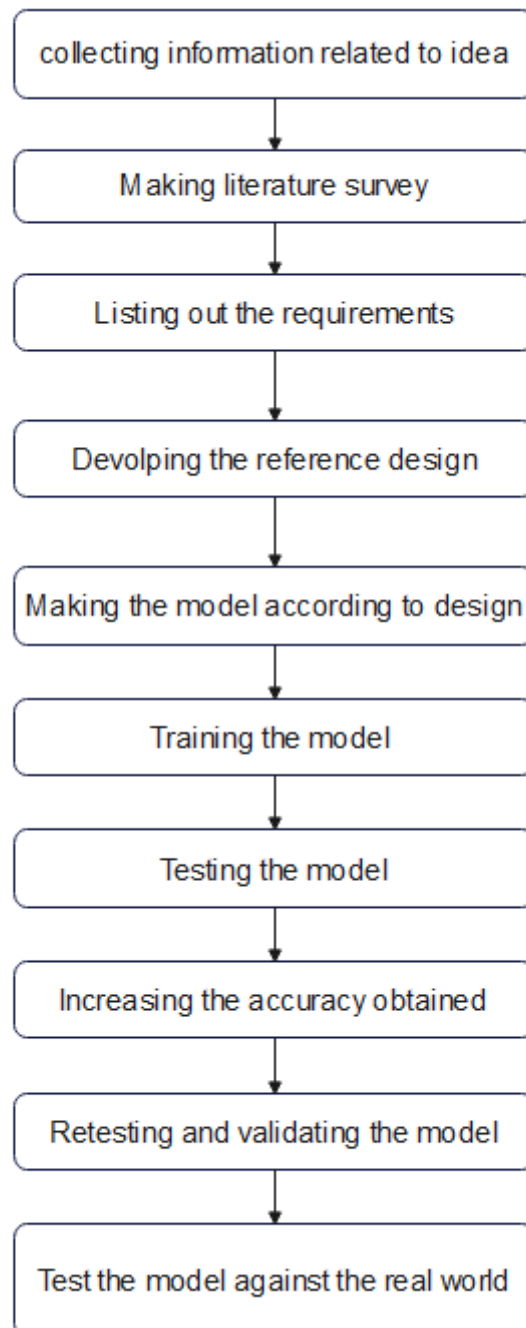 collecting information related to idea
Making literature survey
Listing out the requirements
Devolping the reference design
Making the model according to design
Training the model
Testing the model
Increasing the accuracy obtained
Retesting and validating the model
Test the model against the real world